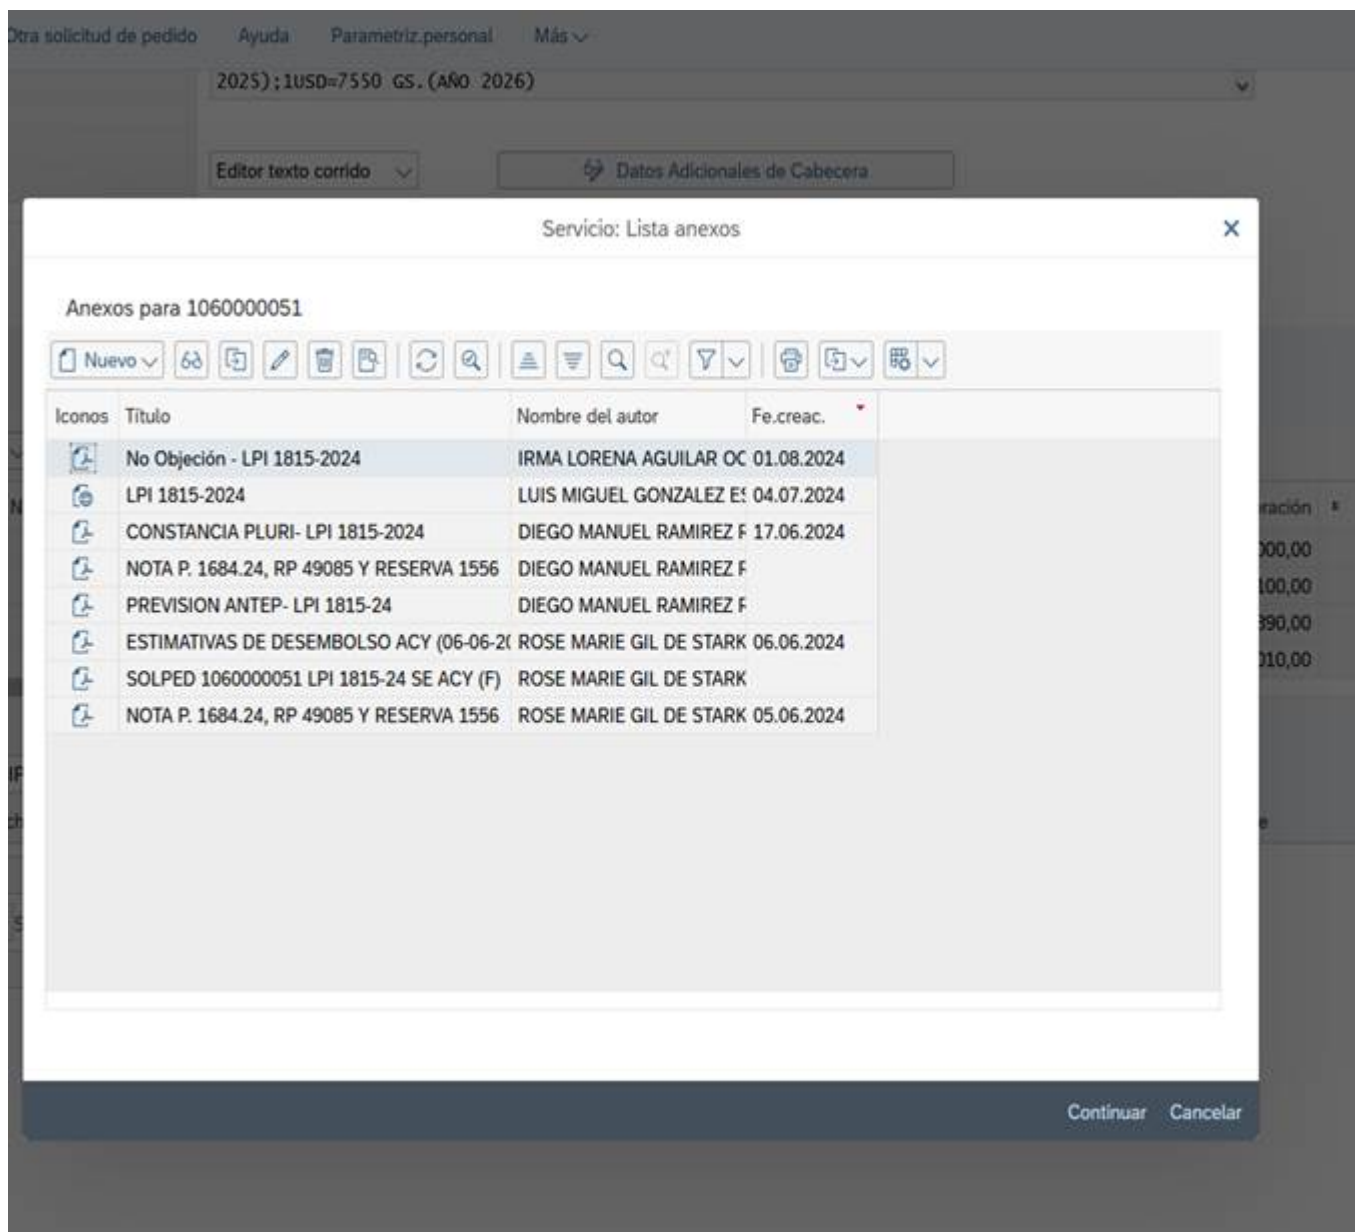 Otra solicitud de pedido Ayuda Parametriz.personal Más
2025);1USD=7550 GS.(AÑO 2026)
Editor texto corrido Datos Adicionales de Cabecera
Servicio: Lista anexos
Anexos para 1060000051
Nuevo
Iconos Título Nombre del autor Fe.creac.
No Objeción - LPI 1815-2024 IRMA LORENA AGUILAR OC 01.08.2024
LPI 1815-2024 LUIS MIGUEL GONZALEZ ES 04.07.2024
CONSTANCIA PLURI- LPI 1815-2024 DIEGO MANUEL RAMIREZ 17.06.2024
NOTA P. 1684.24, RP 49085 Y RESERVA 1556 DIEGO MANUEL RAMIREZ
PREVISION ANTEP- LPI 1815-24 DIEGO MANUEL RAMIREZ
ESTIMATIVAS DE DESEMBOLSO ACY (06-06-20 ROSE MARIE GIL DE STARK 06.06.2024
SOLPED 1060000051 LPI 1815-24 SE ACY (F) ROSE MARIE GIL DE STARK
NOTA P. 1684.24, RP 49085 Y RESERVA 1556 ROSE MARIE GIL DE STARK 05.06.2024
ración
000,00
100,00
390,00
010,00
Continuar Cancelar